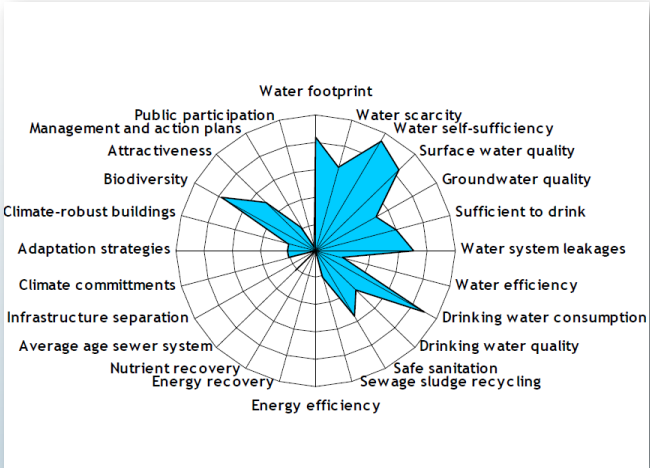 Water footprint
Water scarcity
Water self-sufficiency
Surface water quality
Groundwater quality
Sufficient to drink
Water system leakages
Water efficiency
Drinking water consumption
Drinking water quality
Safe sanitation
Sewage sludge recycling
Energy efficiency
Energy recovery
Nutrient recovery
Average age sewer system
Infrastructure separation
Climate committments
Adaptation strategies
Climate-robust buildings
Biodiversity
Attractiveness
Management and action plans
Public participation